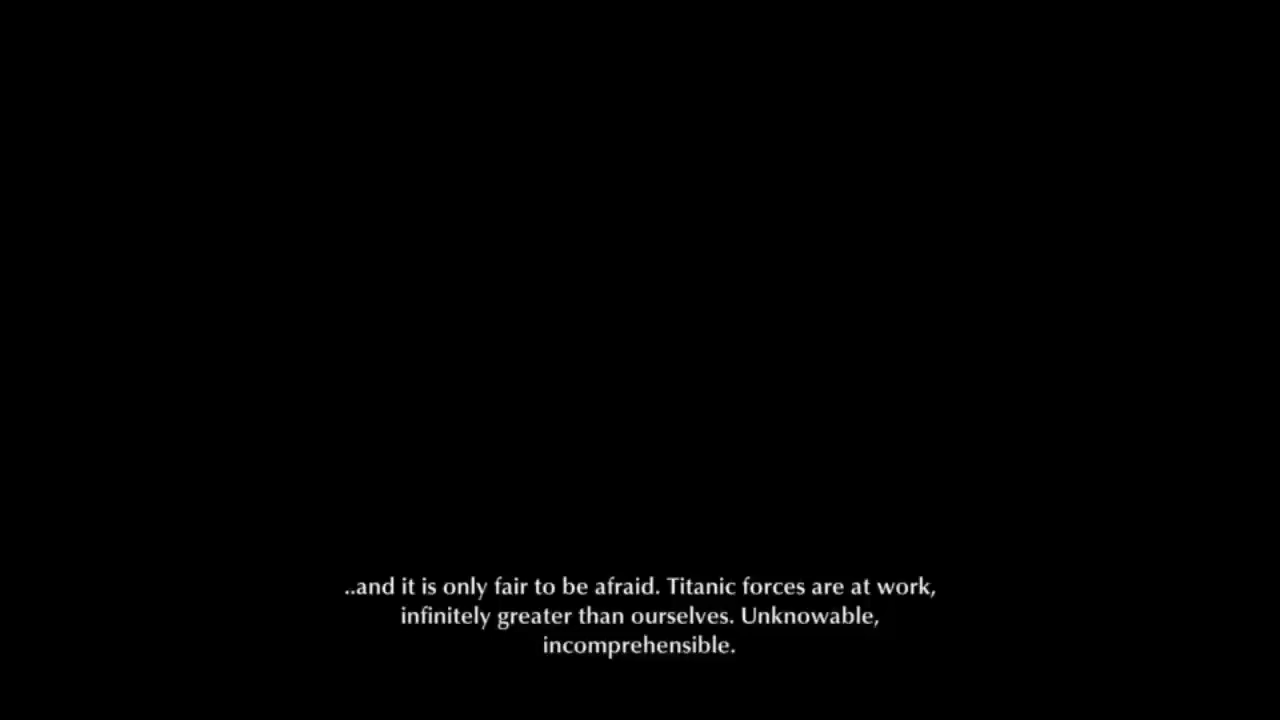 ..and it is only fair to be afraid. Titanic forces are at work,
infinitely greater than ourselves. Unknowable,
incomprehensible.